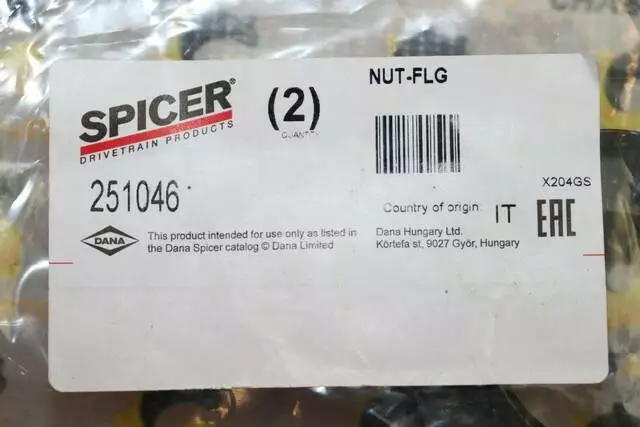 SPICER®
DRIVETRAIN PRODUCTS
(2)
QUANTITY
NUT-FLG
251046
X204GS
Country of origin: IT
EAC
DANA
This product intended for use only as listed in
the Dana Spicer catalog © Dana Limited
Dana Hungary Ltd.
Körtefa st, 9027 Györ, Hungary